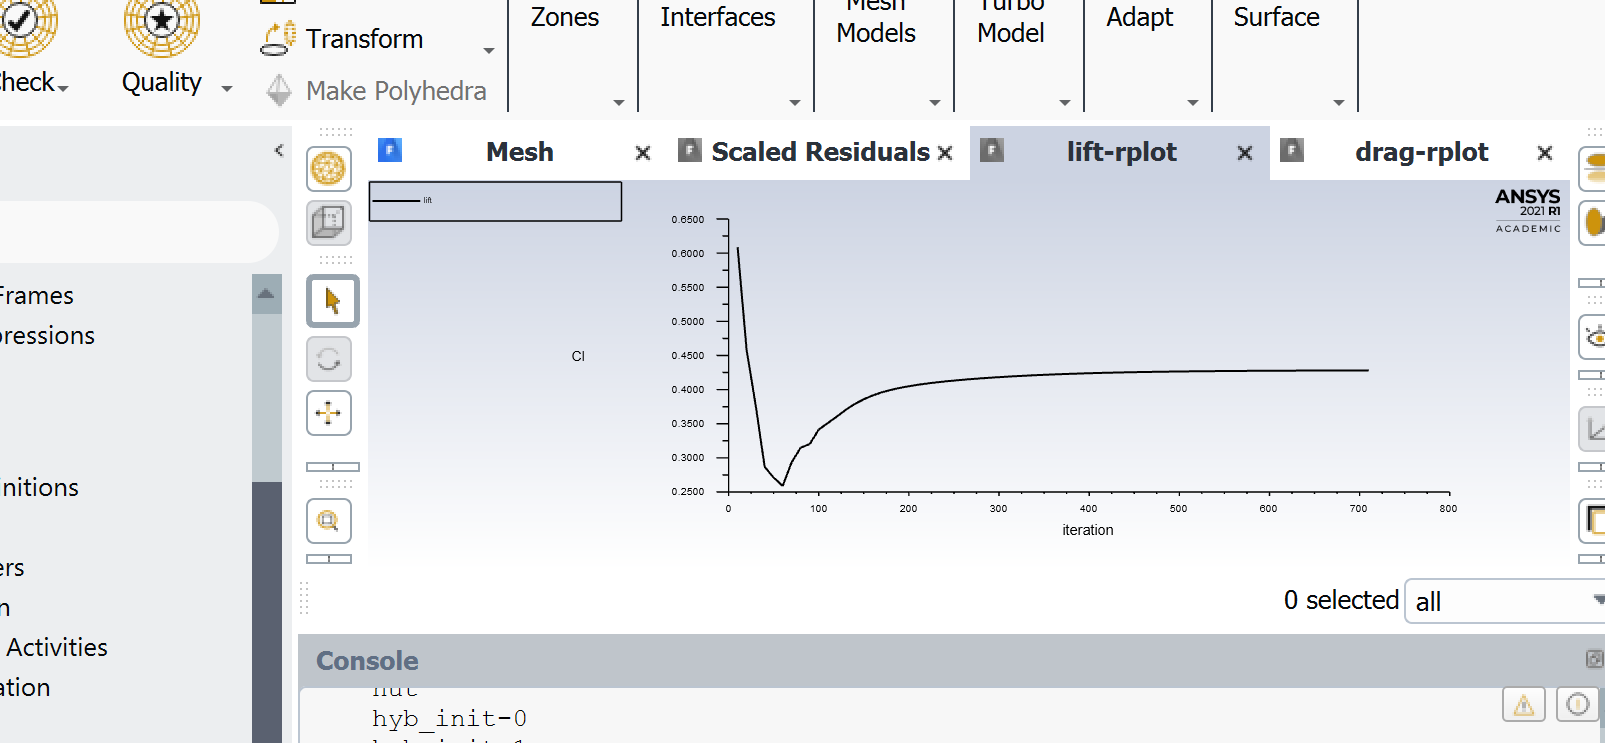 Zones
Interfaces
Mesh
Models
Turbo
Model
Adapt
Surface
Transform
heck
Quality
Make Polyhedra
Mesh
Scaled Residuals
lift-rplot
drag-rplot
lift
ANSYS
2021 R1
ACADEMIC
0.6500
0.6000
0.5500
0.5000
0.4500
0.4000
0.3500
0.3000
0.2500
Cl
0 100 200 300 400 500 600 700 800
iteration
Frames
pressions
initions
ers
n
Activities
ation
0 selected
all
Console
nut
hyb_init-0